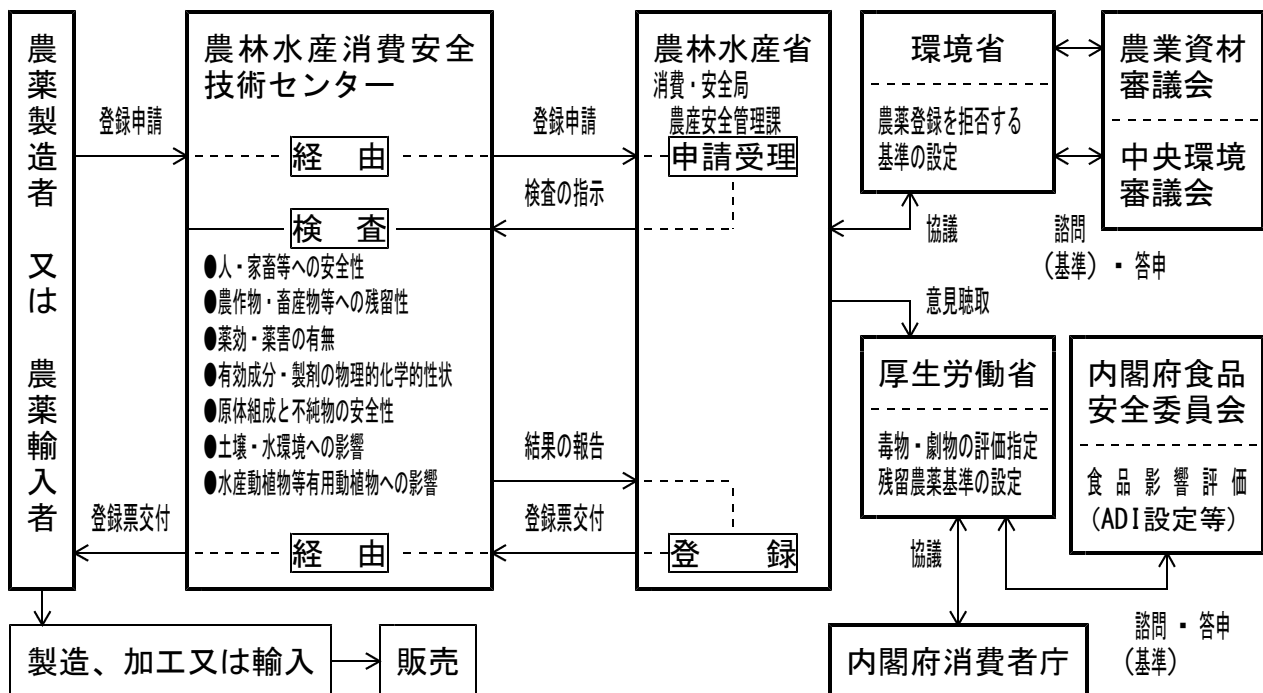 農薬製造者 又は 農薬輸入者
登録申請
登録票交付
農林水産消費安全
技術センター
経 由
検 査
●人・家畜等への安全性
●農作物・畜産物等への残留性
●薬効・薬害の有無
●有効成分・製剤の物理的化学的性状
●原体組成と不純物の安全性
●土壌・水環境への影響
●水産動植物等有用動植物への影響
経 由
登録申請
検査の指示
結果の報告
登録票交付
農林水産省
消費・安全局
農産安全管理課
申請受理
登 録
環境省
農薬登録を拒否する
基準の設定
農業資材
審議会
中央環境
審議会
協議
諮問
(基準)・答申
意見聴取
厚生労働省
毒物・劇物の評価指定
残留農薬基準の設定
内閣府食品
安全委員会
食品影響評価
(ADI設定等)
協議
諮問・答申
(基準)
内閣府消費者庁
製造、加工又は輸入
販売